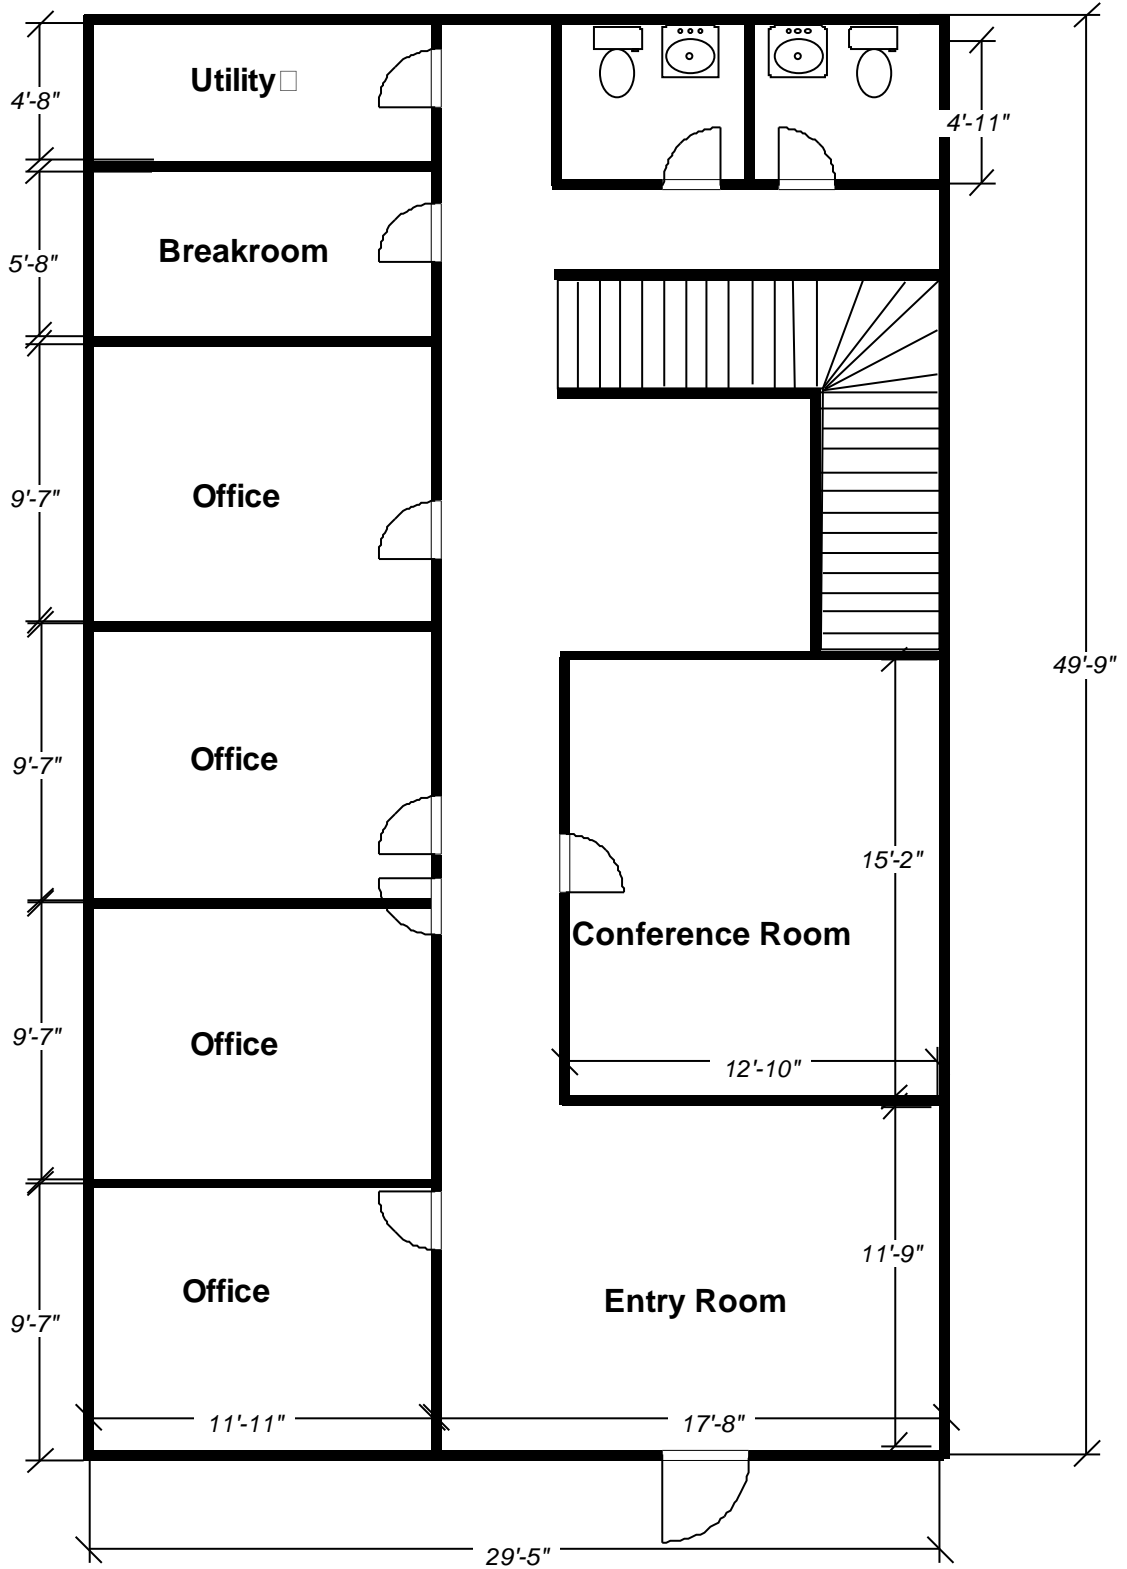 Utility□
4'-8"
4'-11"
Breakroom
5'-8"
Office
9'-7"
49'-9"
Office
9'-7"
15'-2"
Conference Room
Office
9'-7"
12'-10"
11'-9"
Office
Entry Room
9'-7"
11'-11"
17'-8"
29'-5"